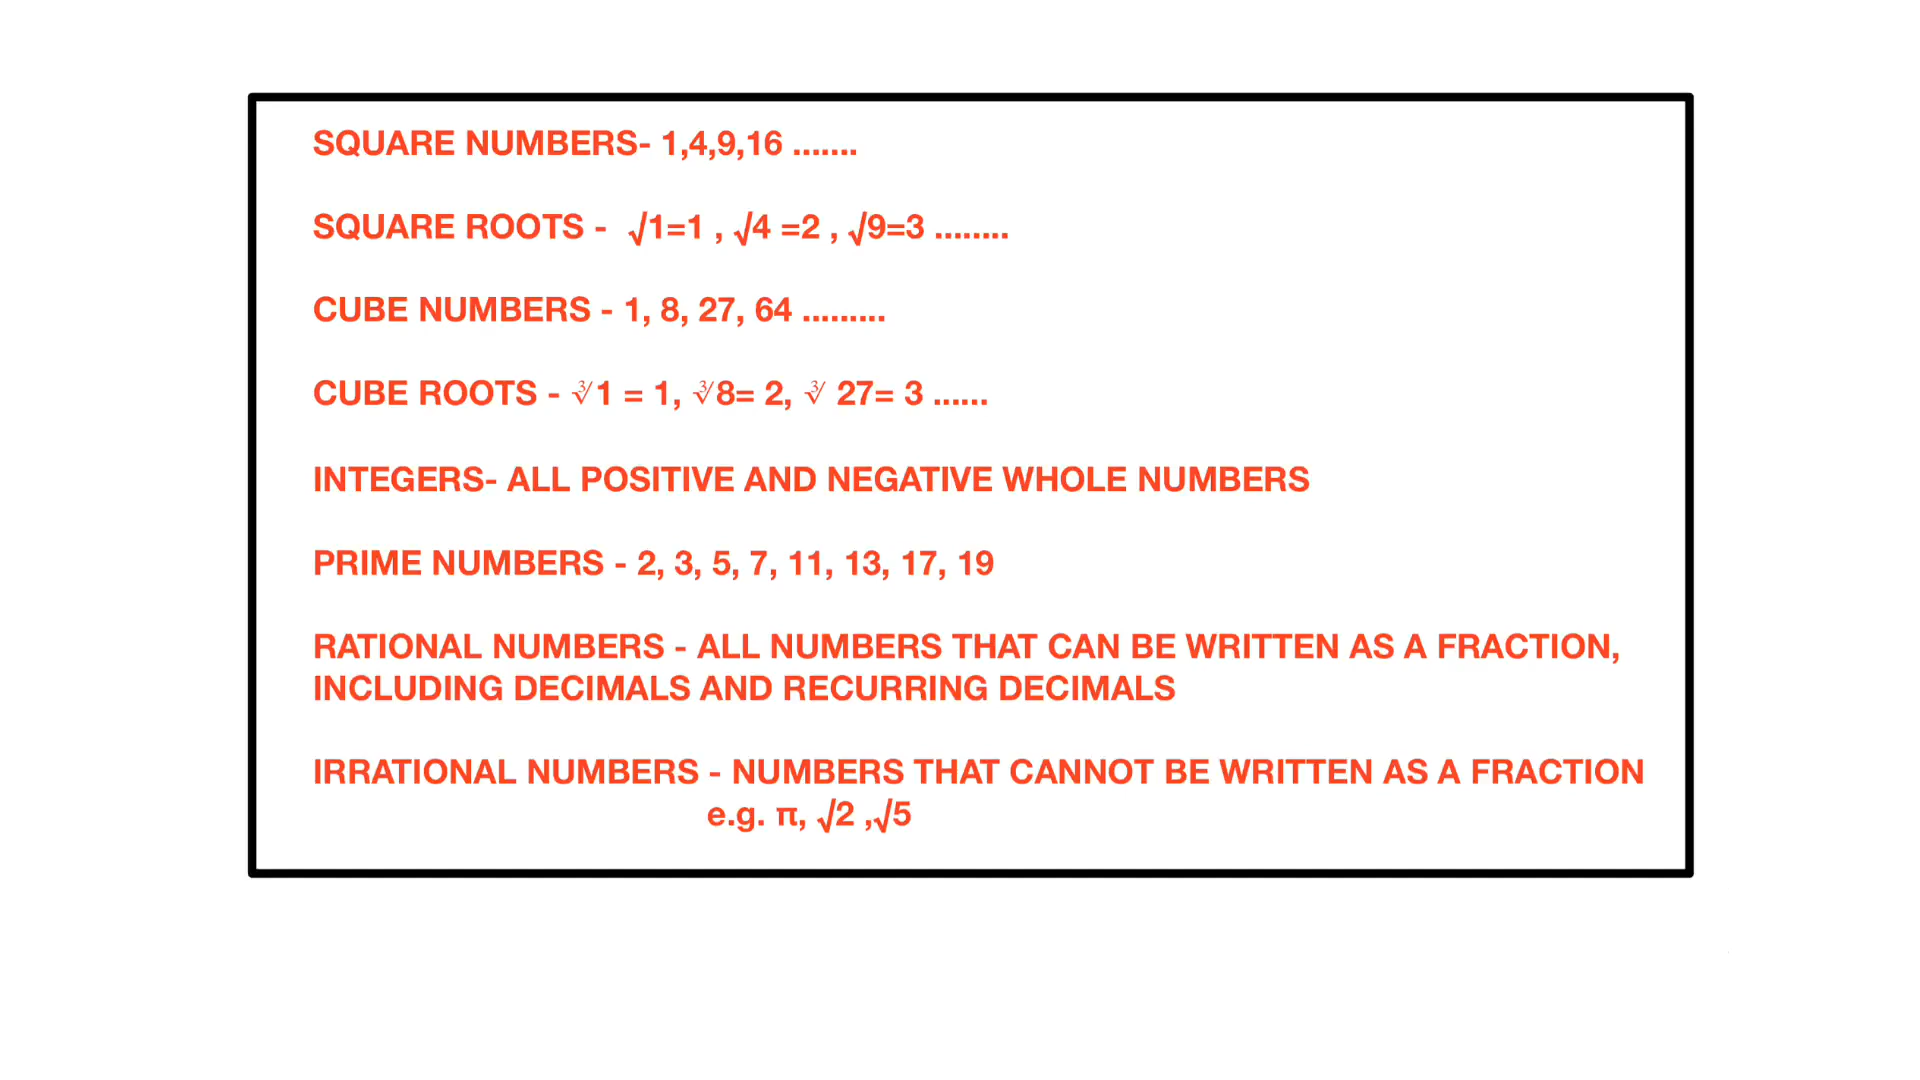 SQUARE NUMBERS- 1,4,9,16 .......
SQUARE ROOTS -  √1=1 , √4 =2 , √9=3 ........
CUBE NUMBERS - 1, 8, 27, 64 .........
CUBE ROOTS - ∛1 = 1, ∛8= 2, ∛ 27= 3 ......
INTEGERS- ALL POSITIVE AND NEGATIVE WHOLE NUMBERS
PRIME NUMBERS - 2, 3, 5, 7, 11, 13, 17, 19
RATIONAL NUMBERS - ALL NUMBERS THAT CAN BE WRITTEN AS A FRACTION,
INCLUDING DECIMALS AND RECURRING DECIMALS
IRRATIONAL NUMBERS - NUMBERS THAT CANNOT BE WRITTEN AS A FRACTION
e.g. π, √2 ,√5